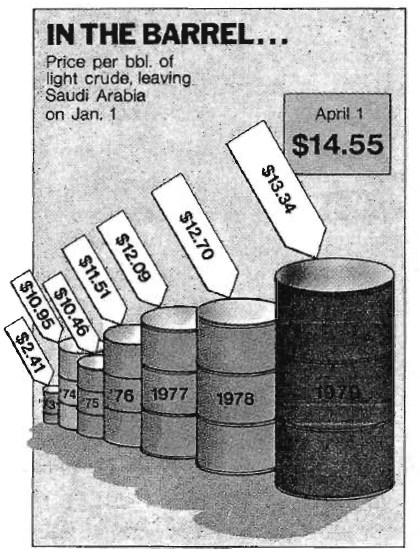 IN THE BARREL...
Price per bbl. of
light crude, leaving
Saudi Arabia
on Jan. 1
April 1
$14.55
$2.41
$10.95
$10.46
$11.51
$12.09
$12.70
$13.34
'73
'74
'75
'76
1977
1978
1979